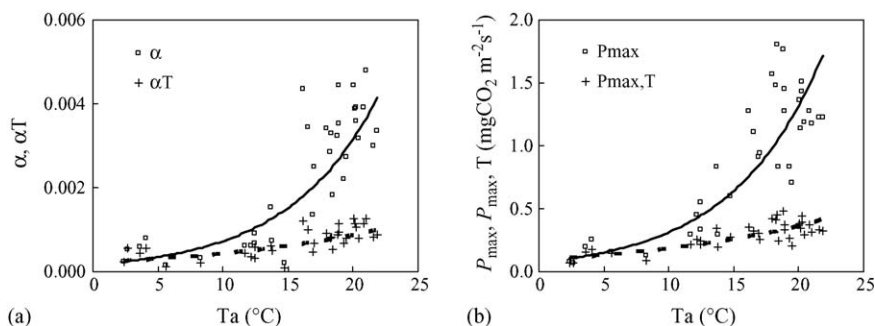 0.006
0.004
0.002
0.000
α, αT
α
αT
0 5 10 15 20 25
Ta (°C)
(a)
2.0
1.5
1.0
0.5
0.0
Pmax, Pmax, T (mgCO2 m-2s-1)
Pmax
Pmax,T
0 5 10 15 20 25
Ta (°C)
(b)